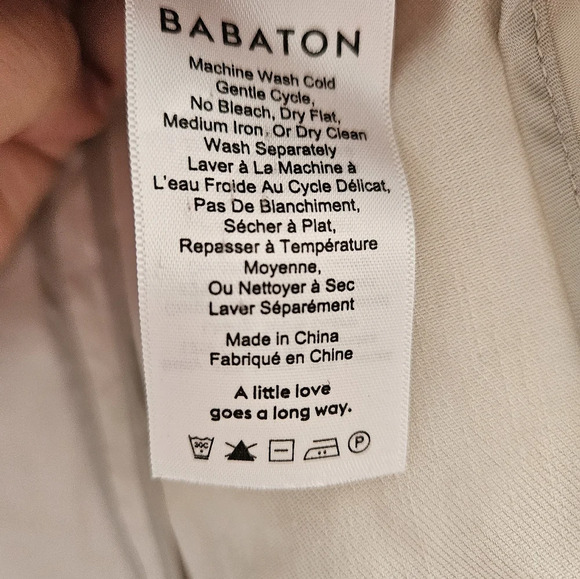 BABATON
Machine Wash Cold
Gentle Cycle,
No Bleach, Dry Flat,
Medium Iron, Or Dry Clean
Wash Separately
Laver à La Machine à
L'eau Froide Au Cycle Délicat,
Pas De Blanchiment,
Sécher à Plat,
Repasser à Température
Moyenne,
Ou Nettoyer à Sec
Laver Séparément
Made in China
Fabriqué en Chine
A little love
goes a long way.
30C P